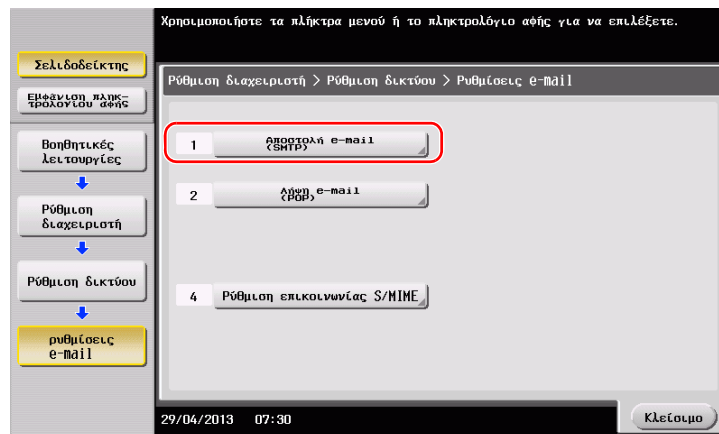 Χρησιμοποιήστε τα πλήκτρα μενού ή το πληκτρολόγιο αφής για να επιλέξετε.
Σελιδοδείκτης
Εμφάνιση πληκ-
τρολογίου αφής
Βοηθητικές
λειτουργίες
Ρύθμιση
διαχειριστή
Ρύθμιση δικτύου
ρυθμίσεις
e-mail
Ρύθμιση διαχειριστή > Ρύθμιση δικτύου > Ρυθμίσεις e-mail
1 Αποστολή e-mail
(SMTP)
2 Λήψη e-mail
(POP)
4 Ρύθμιση επικοινωνίας S/MIME
29/04/2013 07:30
Κλείσιμο